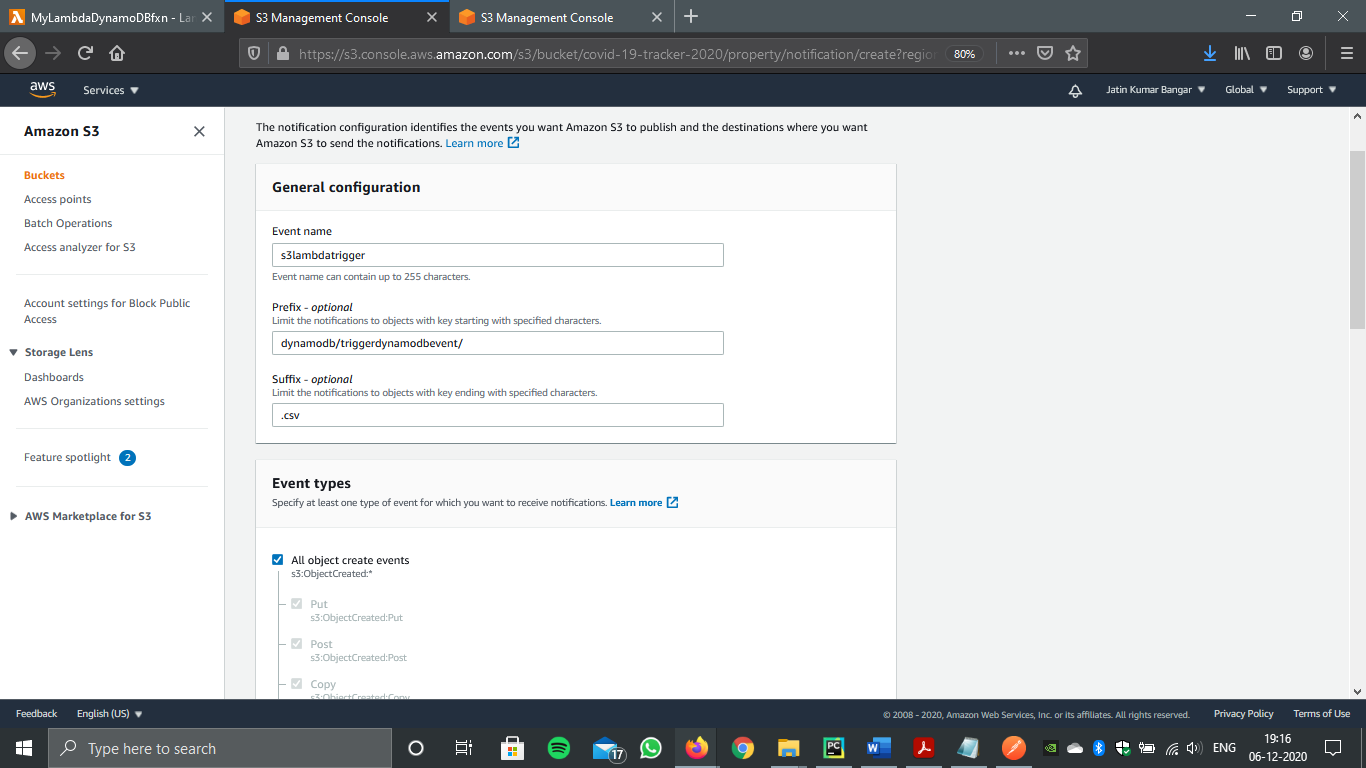 MyLambdaDynamoDBfxn - La
S3 Management Console
S3 Management Console
https://s3.console.aws.amazon.com/s3/bucket/covid-19-tracker-2020/property/notification/create?regio
80%
aws
Services
Jatin Kumar Bangar
Global
Support
Amazon S3
Buckets
Access points
Batch Operations
Access analyzer for S3
Account settings for Block Public
Access
Storage Lens
Dashboards
AWS Organizations settings
Feature spotlight 2
AWS Marketplace for S3
The notification configuration identifies the events you want Amazon S3 to publish and the destinations where you want
Amazon S3 to send the notifications. Learn more
General configuration
Event name
s3lambdatrigger
Event name can contain up to 255 characters.
Prefix - optional
Limit the notifications to objects with key starting with specified characters.
dynamodb/triggerdynamodbevent/
Suffix - optional
Limit the notifications to objects with key ending with specified characters.
.csv
Event types
Specify at least one type of event for which you want to receive notifications. Learn more
All object create events
s3:ObjectCreated:*
Put
s3:ObjectCreated:Put
Post
s3:ObjectCreated:Post
Copy
s3:ObjectCreated:Copy
Feedback
English (US)
© 2008 - 2020, Amazon Web Services, Inc. or its affiliates. All rights reserved.
Privacy Policy
Terms of Use
Type here to search
17
PC
W
ENG
19:16
06-12-2020